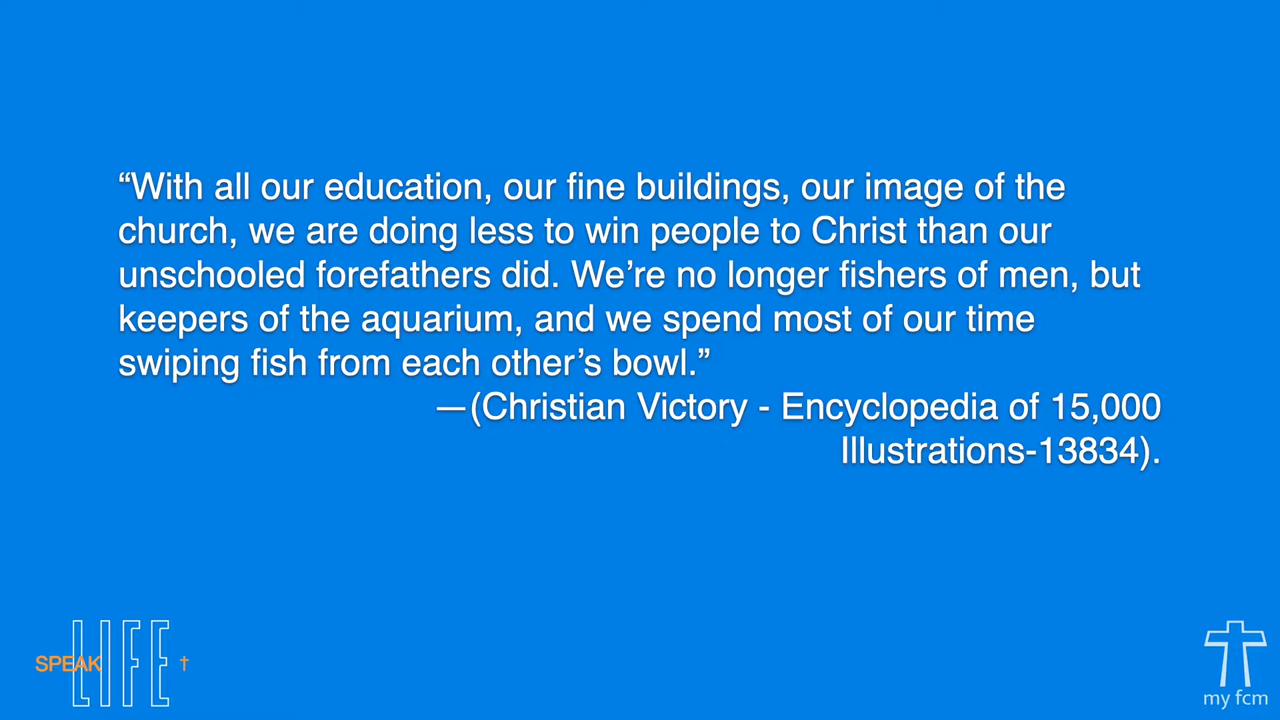 “With all our education, our fine buildings, our image of the
church, we are doing less to win people to Christ than our
unschooled forefathers did. We’re no longer fishers of men, but
keepers of the aquarium, and we spend most of our time
swiping fish from each other’s bowl.”
—(Christian Victory - Encyclopedia of 15,000
Illustrations-13834).
SPEAK LIFE †
my fcm